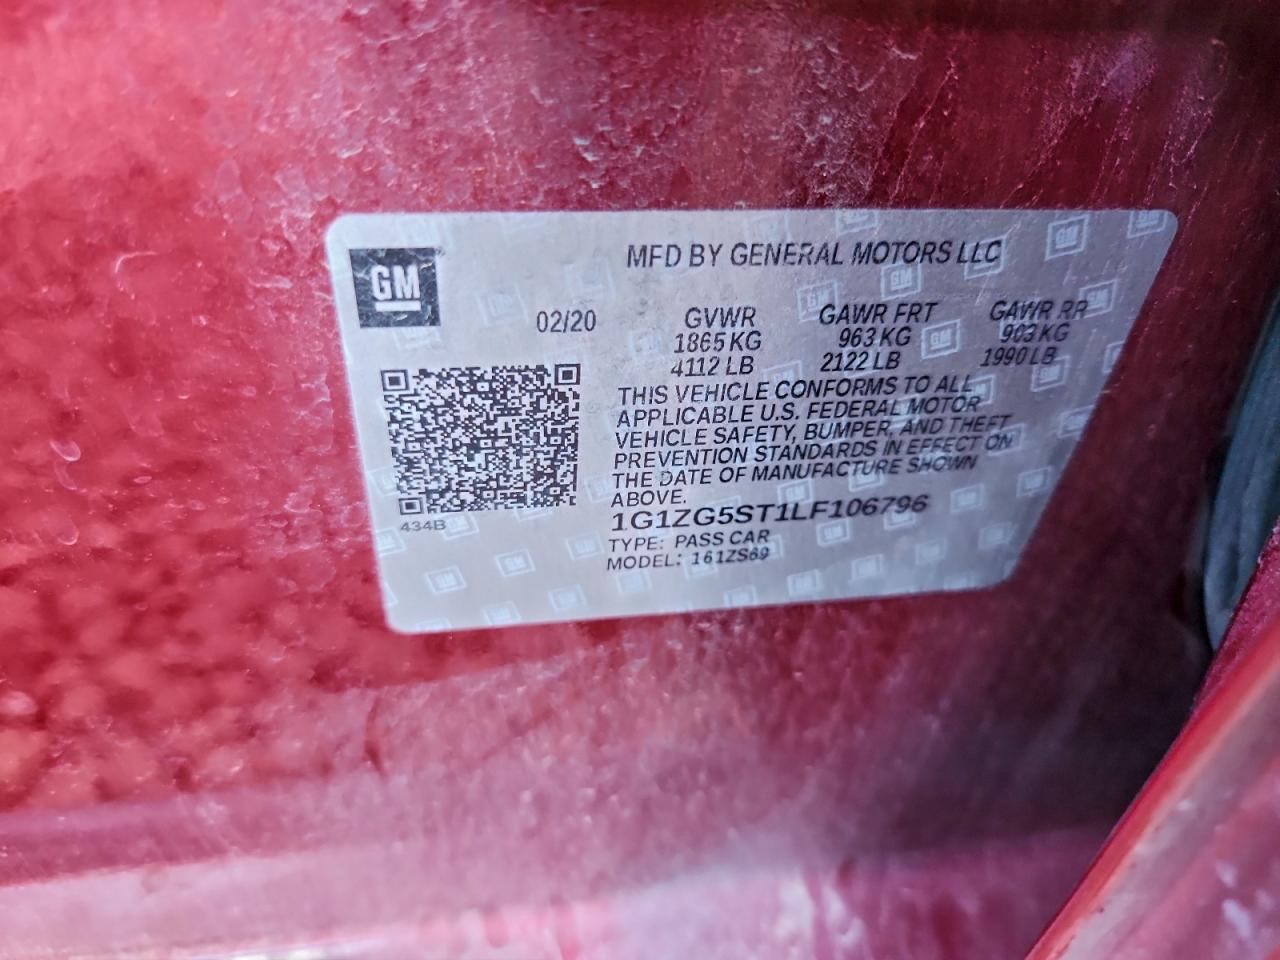 GM
MFD BY GENERAL MOTORS LLC
02/20 GVWR GAWR FRT GAWR RR
1865 KG 963 KG 903 KG
4112 LB 2122 LB 1990 LB
THIS VEHICLE CONFORMS TO ALL
APPLICABLE U.S. FEDERAL MOTOR
VEHICLE SAFETY, BUMPER, AND THEFT
PREVENTION STANDARDS IN EFFECT ON
THE DATE OF MANUFACTURE SHOWN
ABOVE.
1G1ZG5ST1LF106796
434B
TYPE: PASS CAR
MODEL: 161ZS69